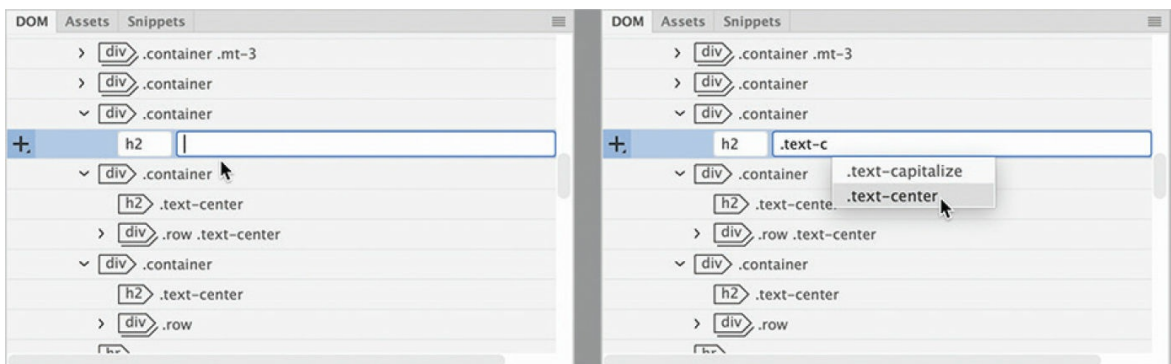 DOM Assets Snippets
div .container .mt-3
div .container
div .container
h2
div .container
h2 .text-center
div .row .text-center
div .container
h2 .text-center
div .row
hr
DOM Assets Snippets
div .container .mt-3
div .container
div .container
h2 .text-c
.text-capitalize
.text-center
div .container
h2 .text-cente
div .row .text-center
div .container
h2 .text-center
div .row
hr